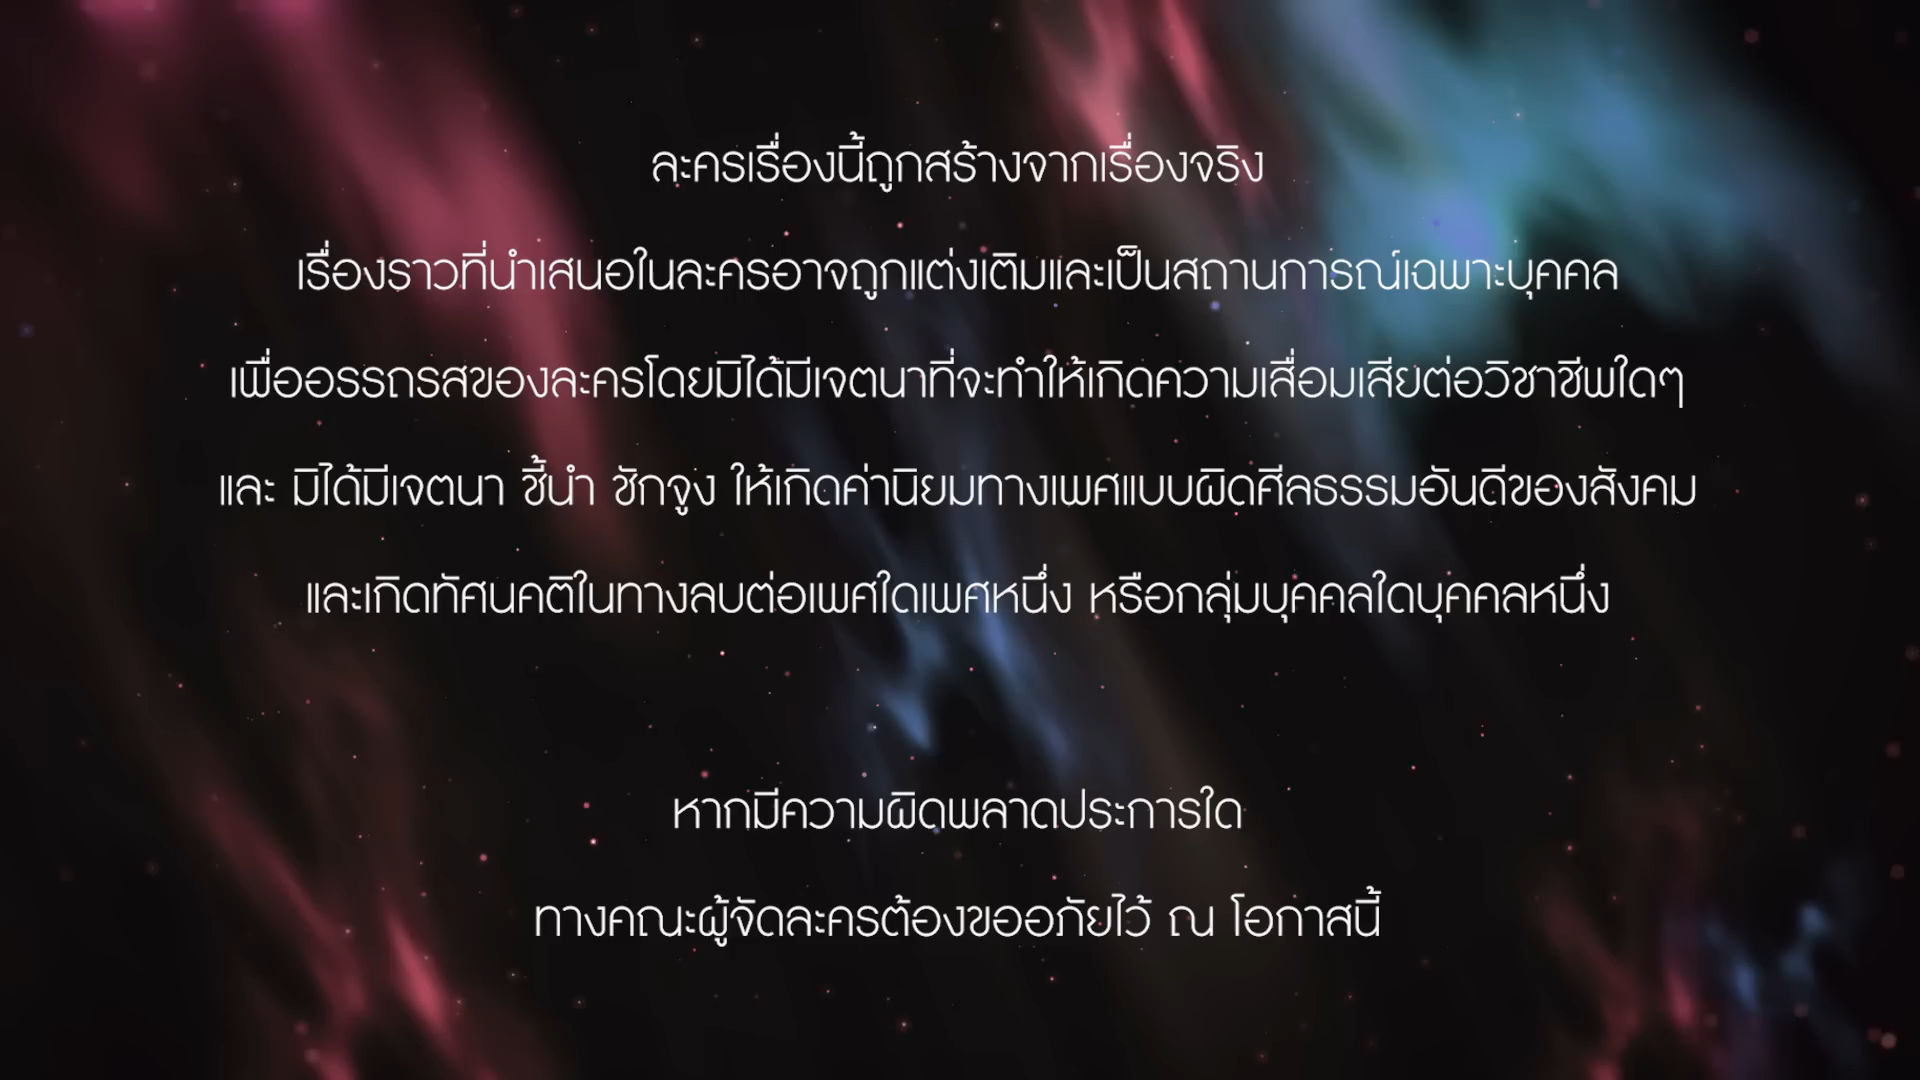 ละครเรื่องนี้ถูกสร้างจากเรื่องจริง
เรื่องราวที่นำเสนอในละครอาจถูกแต่งเติมและเป็นสถานการณ์เฉพาะบุคคล
เพื่ออรรถรสของละครโดยมิได้มีเจตนาที่จะทำให้เกิดความเสื่อมเสียต่อวิชาชีพใดๆ
และ มิได้มีเจตนา ชี้นำ ชักจูง ให้เกิดค่านิยมทางเพศแบบผิดศีลธรรมอันดีของสังคม
และเกิดทัศนคติในทางลบต่อเพศใดเพศหนึ่ง หรือกลุ่มบุคคลใดบุคคลหนึ่ง
หากมีความผิดพลาดประการใด
ทางคณะผู้จัดละครต้องขออภัยไว้ ณ โอกาสนี้